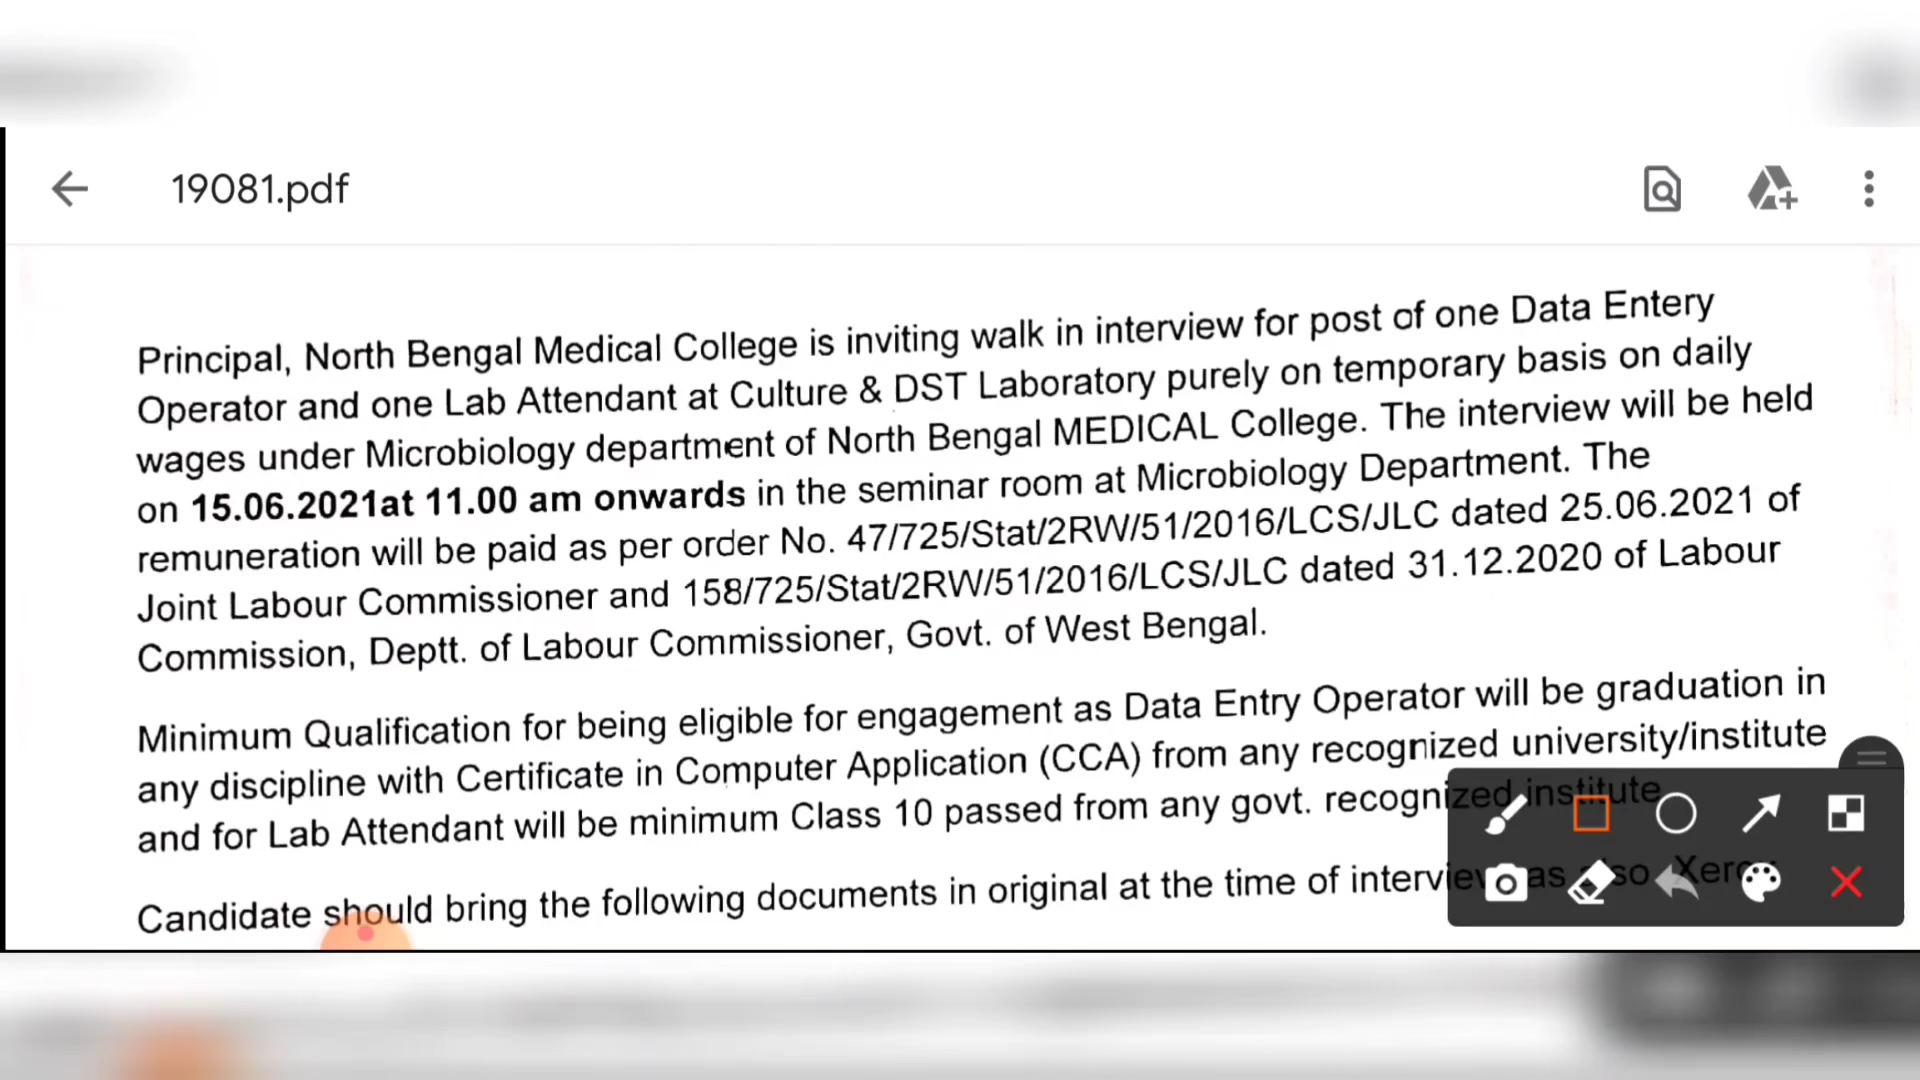 19081.pdf
Principal, North Bengal Medical College is inviting walk in interview for post of one Data Entery
Operator and one Lab Attendant at Culture & DST Laboratory purely on temporary basis on daily
wages under Microbiology department of North Bengal MEDICAL College. The interview will be held
on 15.06.2021at 11.00 am onwards in the seminar room at Microbiology Department. The
remuneration will be paid as per order No. 47/725/Stat/2RW/51/2016/LCS/JLC dated 25.06.2021 of
Joint Labour Commissioner and 158/725/Stat/2RW/51/2016/LCS/JLC dated 31.12.2020 of Labour
Commission, Deptt. of Labour Commissioner, Govt. of West Bengal.
Minimum Qualification for being eligible for engagement as Data Entry Operator will be graduation in
any discipline with Certificate in Computer Application (CCA) from any recognized university/institute
and for Lab Attendant will be minimum Class 10 passed from any govt. recognized institute
Candidate should bring the following documents in original at the time of interview as also